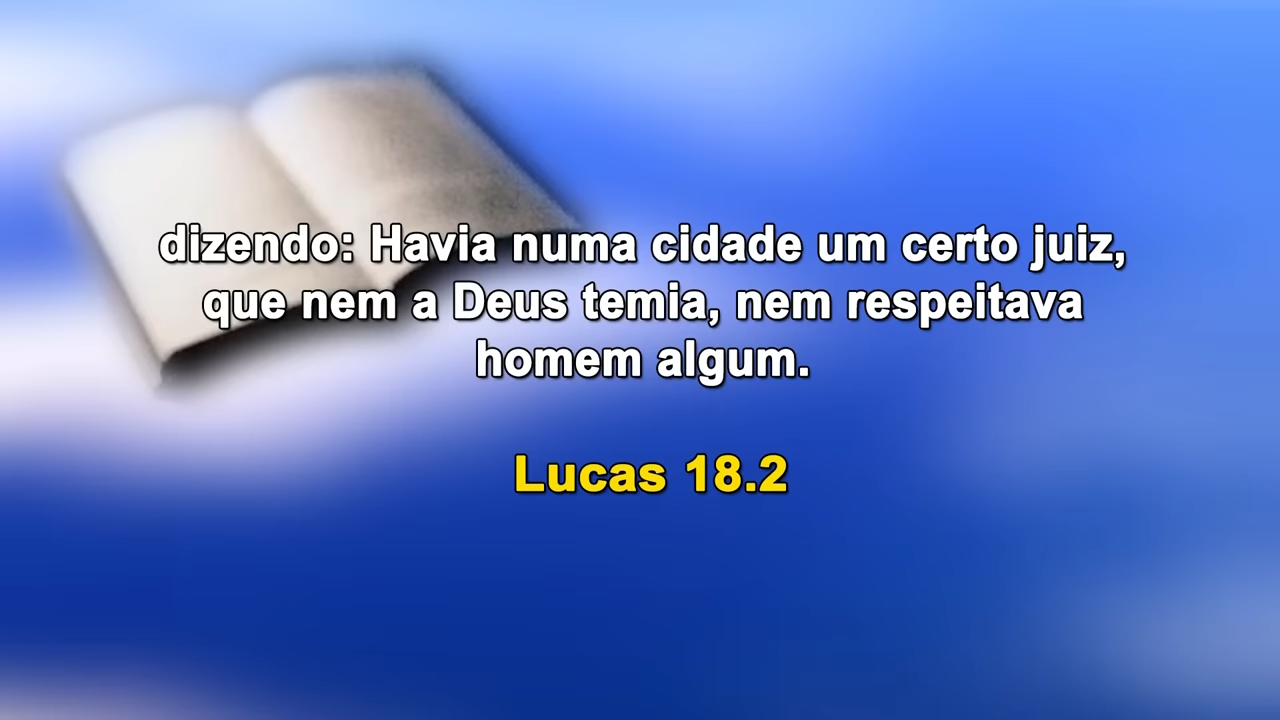 dizendo: Havia numa cidade um certo juiz,
que nem a Deus temia, nem respeitava
homem algum.
Lucas 18.2